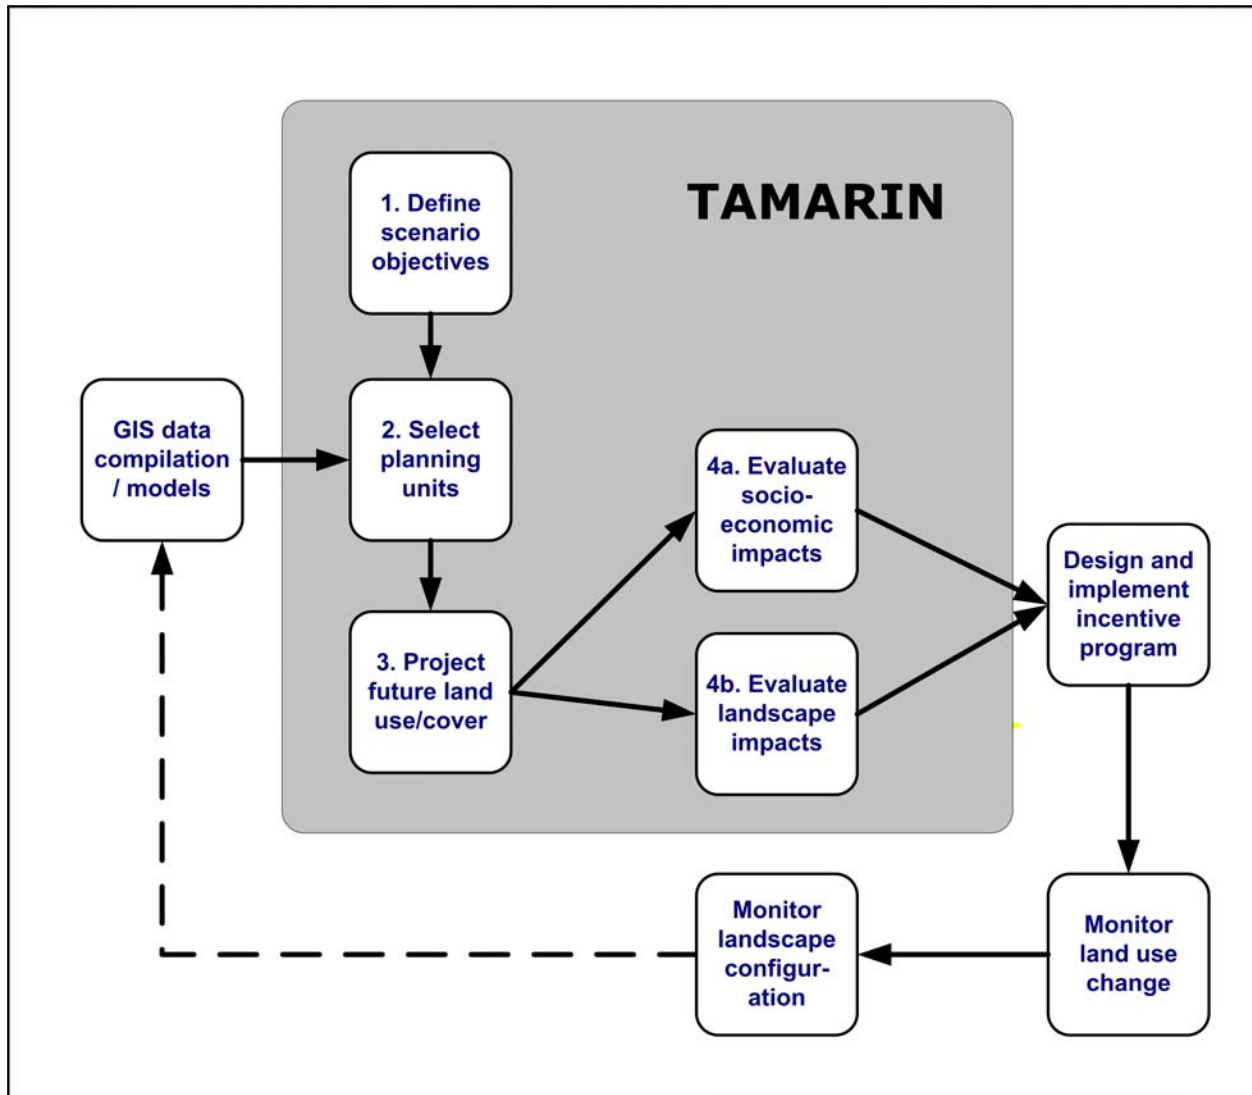 TAMARIN
1. Define
scenario
objectives
GIS data
compilation
/ models
2. Select
planning
units
3. Project
future land
use/cover
4a. Evaluate
socio-
economic
impacts
4b. Evaluate
landscape
impacts
Design and
implement
incentive
program
Monitor
land use
change
Monitor
landscape
configur-
ation